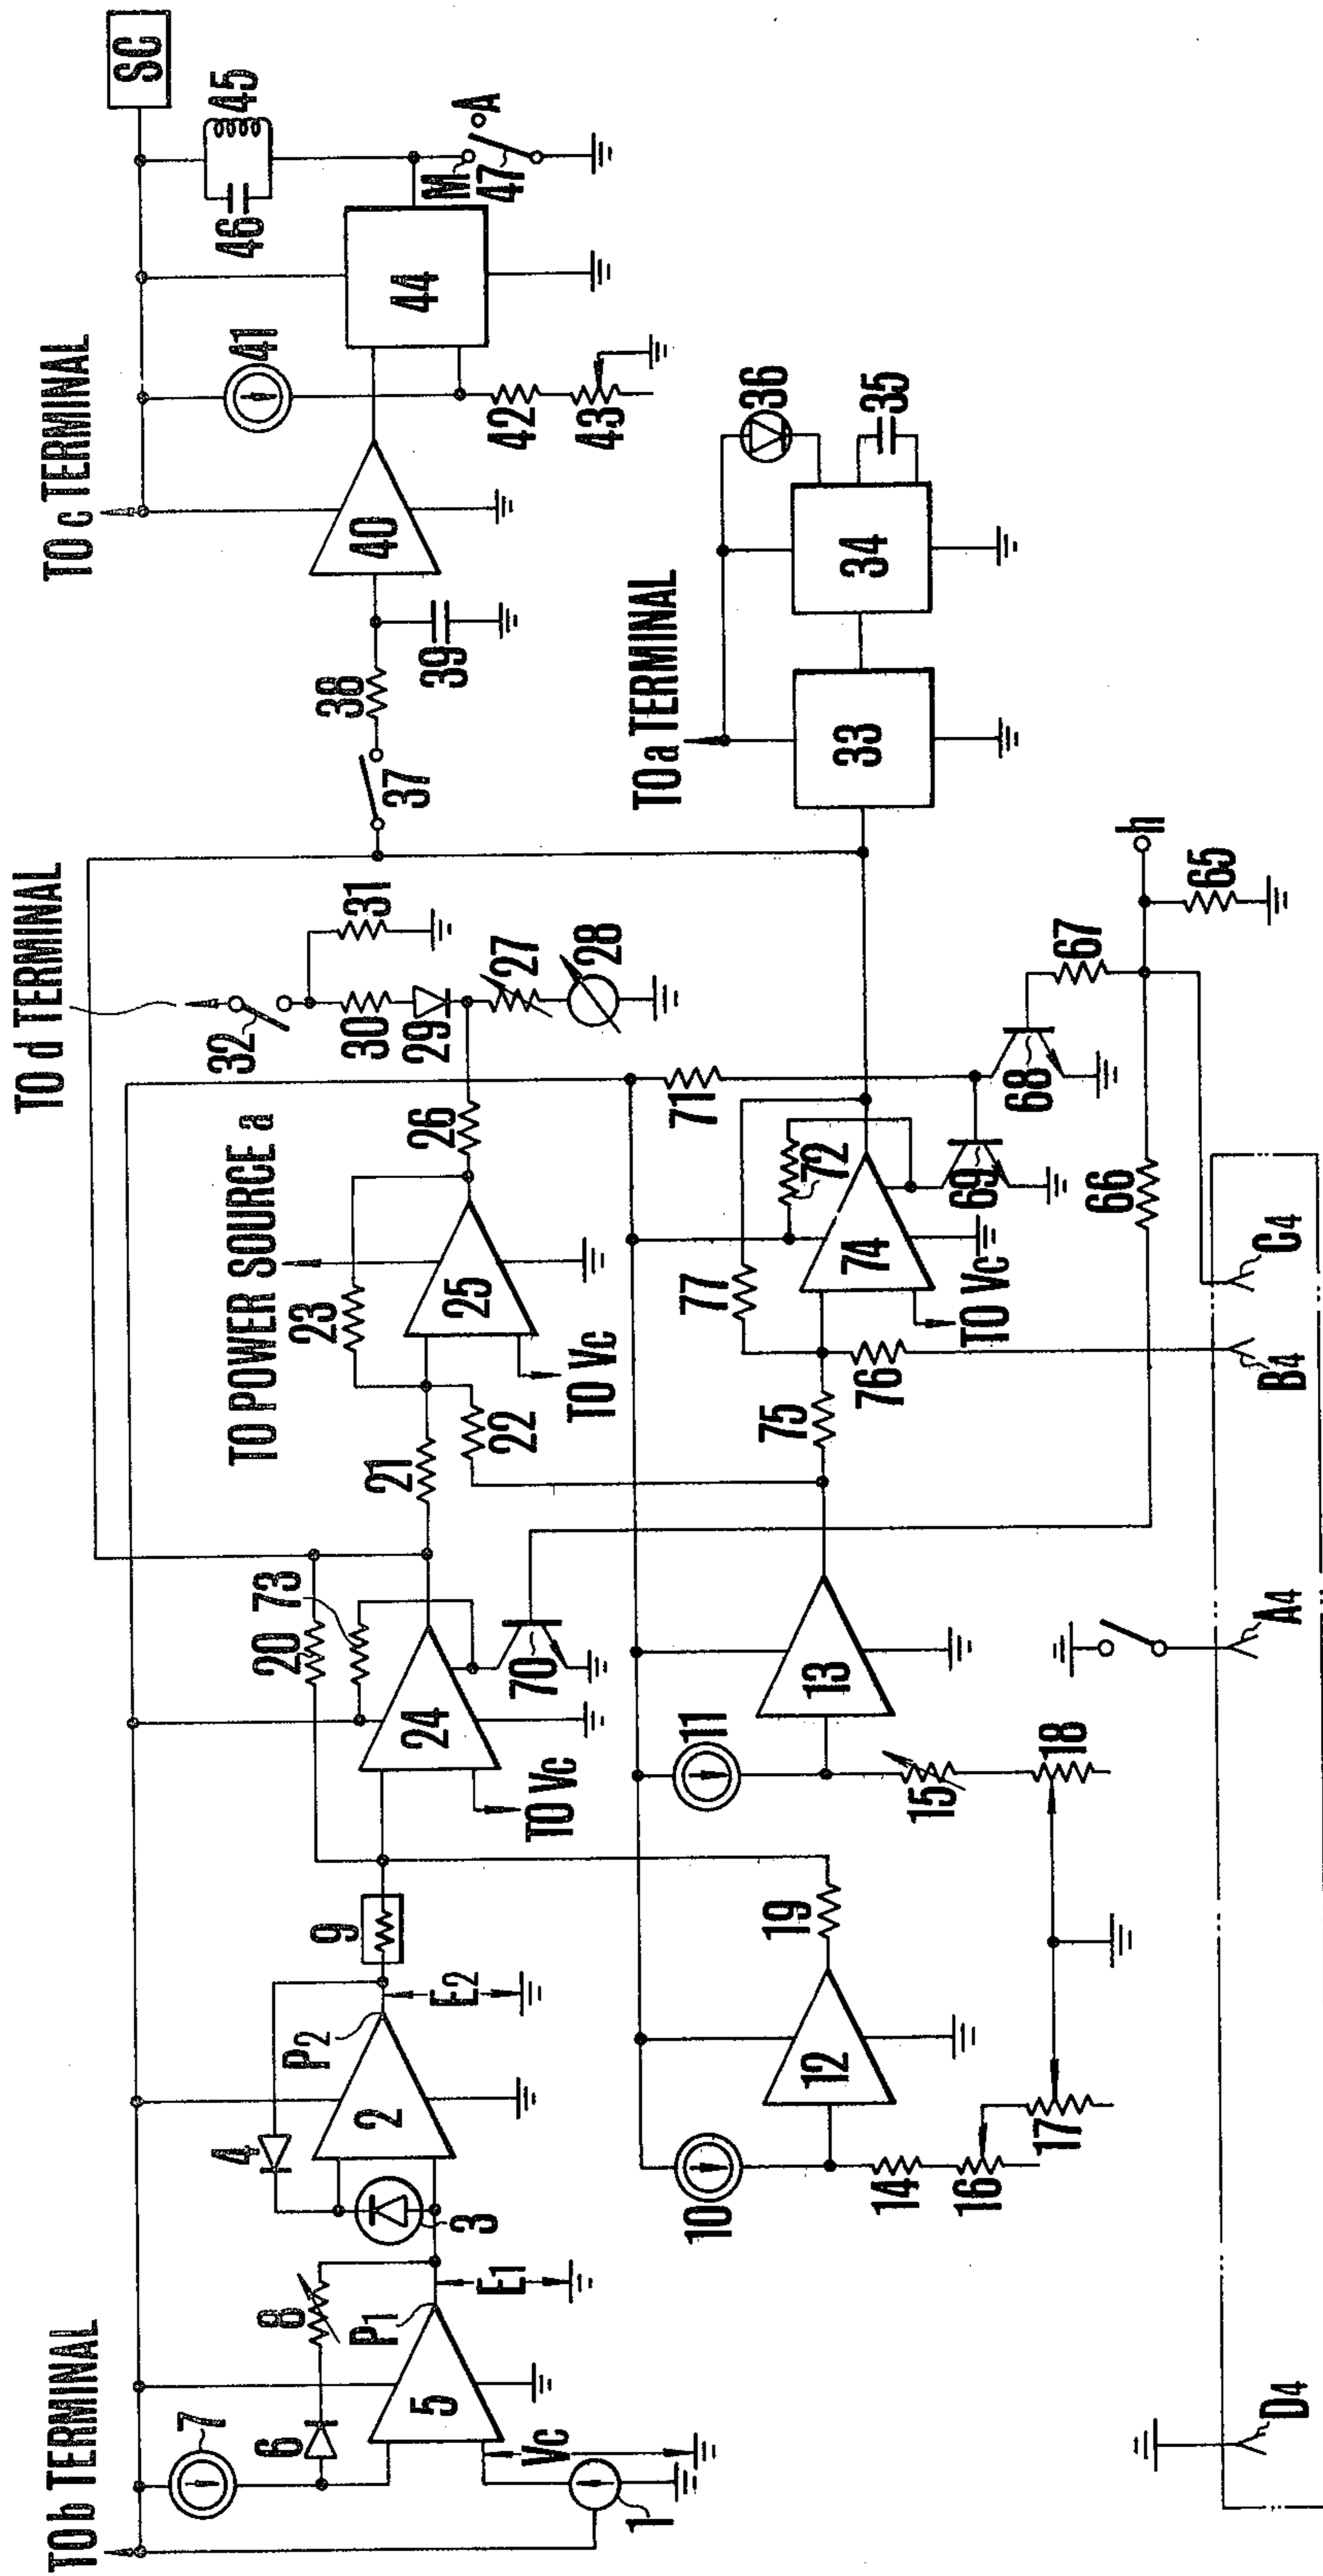 TO b TERMINAL
7
8
6
5
P1
E1
Vc
1
4
3
2
P2
E2
9
10
11
12
13
14
15
16
17
18
19
20
73
24
TO Vc
70
21
22
23
25
TO Vc
26
TO POWER SOURCE a
TO d TERMINAL
32
30
31
29
27
28
71
72
77
74
TO Vc
75
76
69
68
67
66
65
h
37
38
39
40
TO c TERMINAL
41
42
43
44
45
46
M
A
47
SC
TO a TERMINAL
33
34
35
36
D4
A4
B4
C4